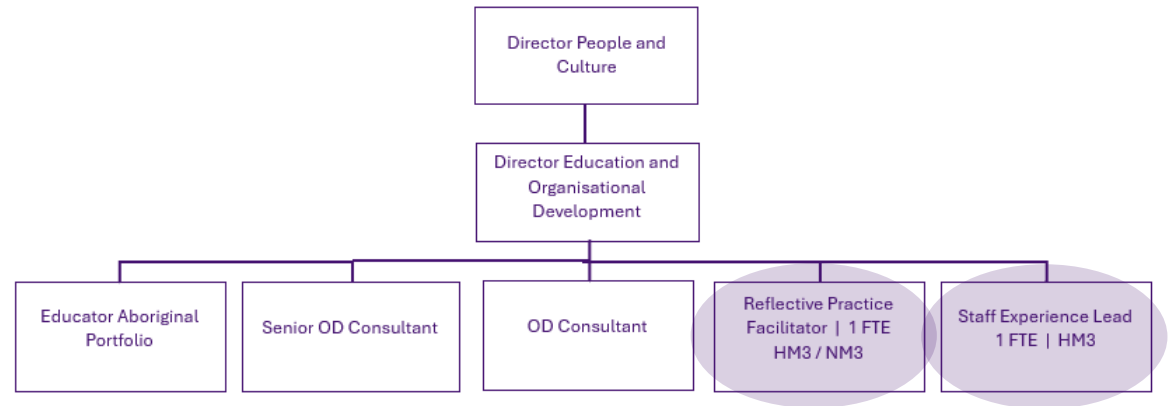 Director People and
Culture
Director Education and
Organisational
Development
Educator Aboriginal
Portfolio
Senior OD Consultant
OD Consultant
Reflective Practice
Facilitator | 1 FTE
HM3 / NM3
Staff Experience Lead
1 FTE | HM3